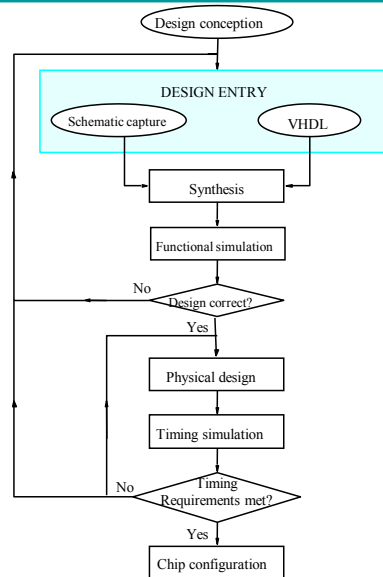 Design conception
DESIGN ENTRY
Schematic capture
VHDL
Synthesis
Functional simulation
No
Design correct?
Yes
Physical design
Timing simulation
No
Timing
Requirements met?
Yes
Chip configuration